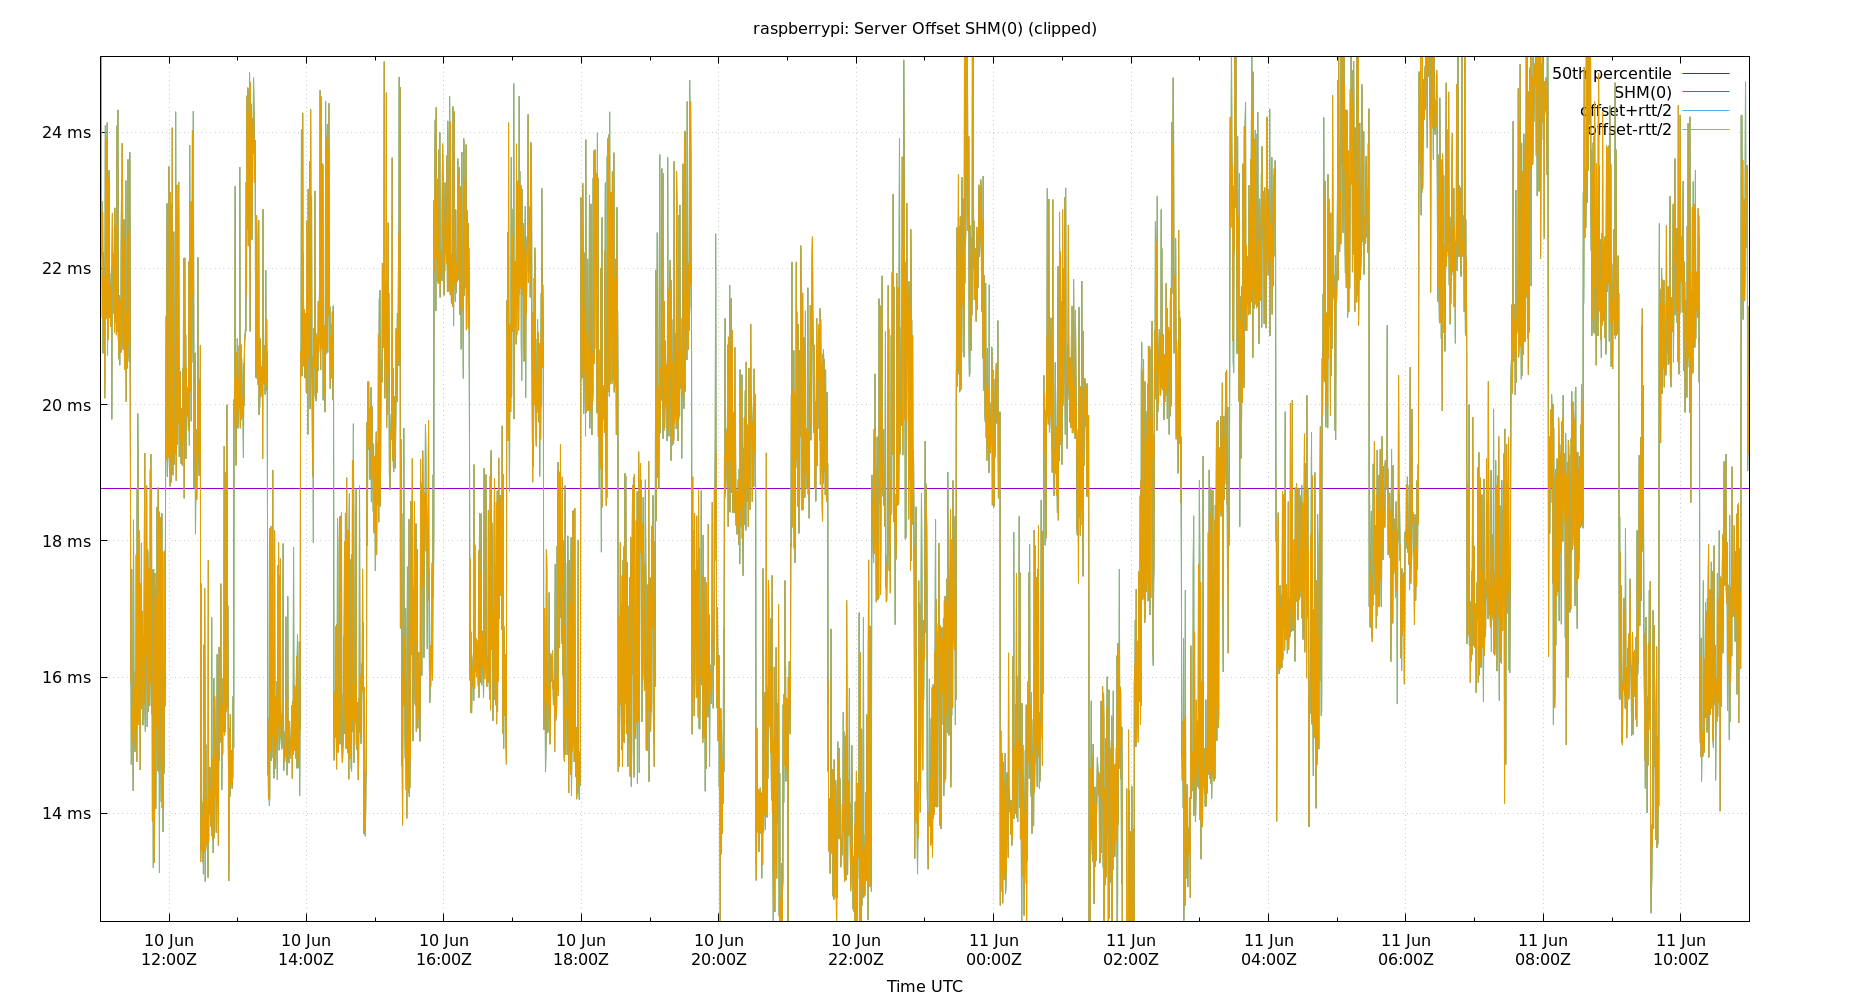 raspberrypi: Server Offset SHM(0) (clipped)
50th percentile
SHM(0)
offset+rtt/2
offset-rtt/2
24 ms
22 ms
20 ms
18 ms
16 ms
14 ms
10 Jun 10 Jun 10 Jun 10 Jun 10 Jun 10 Jun 11 Jun 11 Jun 11 Jun 11 Jun 11 Jun 11 Jun
12:00Z 14:00Z 16:00Z 18:00Z 20:00Z 22:00Z 00:00Z 02:00Z 04:00Z 06:00Z 08:00Z 10:00Z
Time UTC